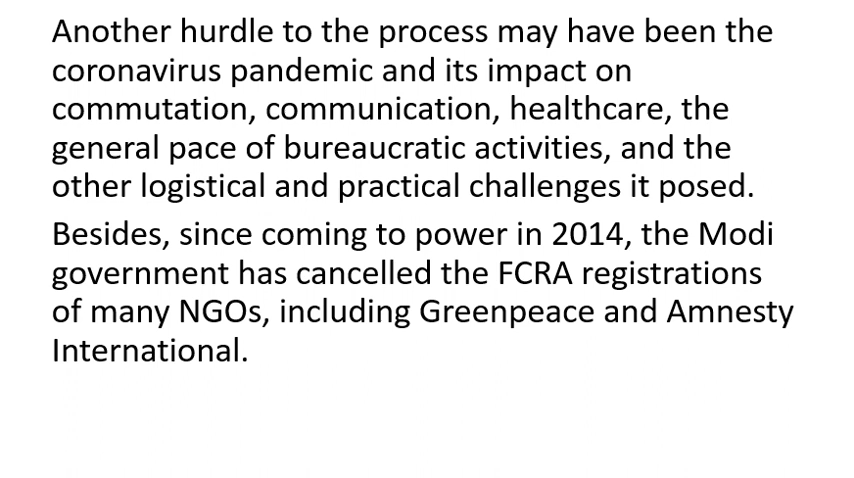 Another hurdle to the process may have been the
coronavirus pandemic and its impact on
commutation, communication, healthcare, the
general pace of bureaucratic activities, and the
other logistical and practical challenges it posed.
Besides, since coming to power in 2014, the Modi
government has cancelled the FCRA registrations
of many NGOs, including Greenpeace and Amnesty
International.